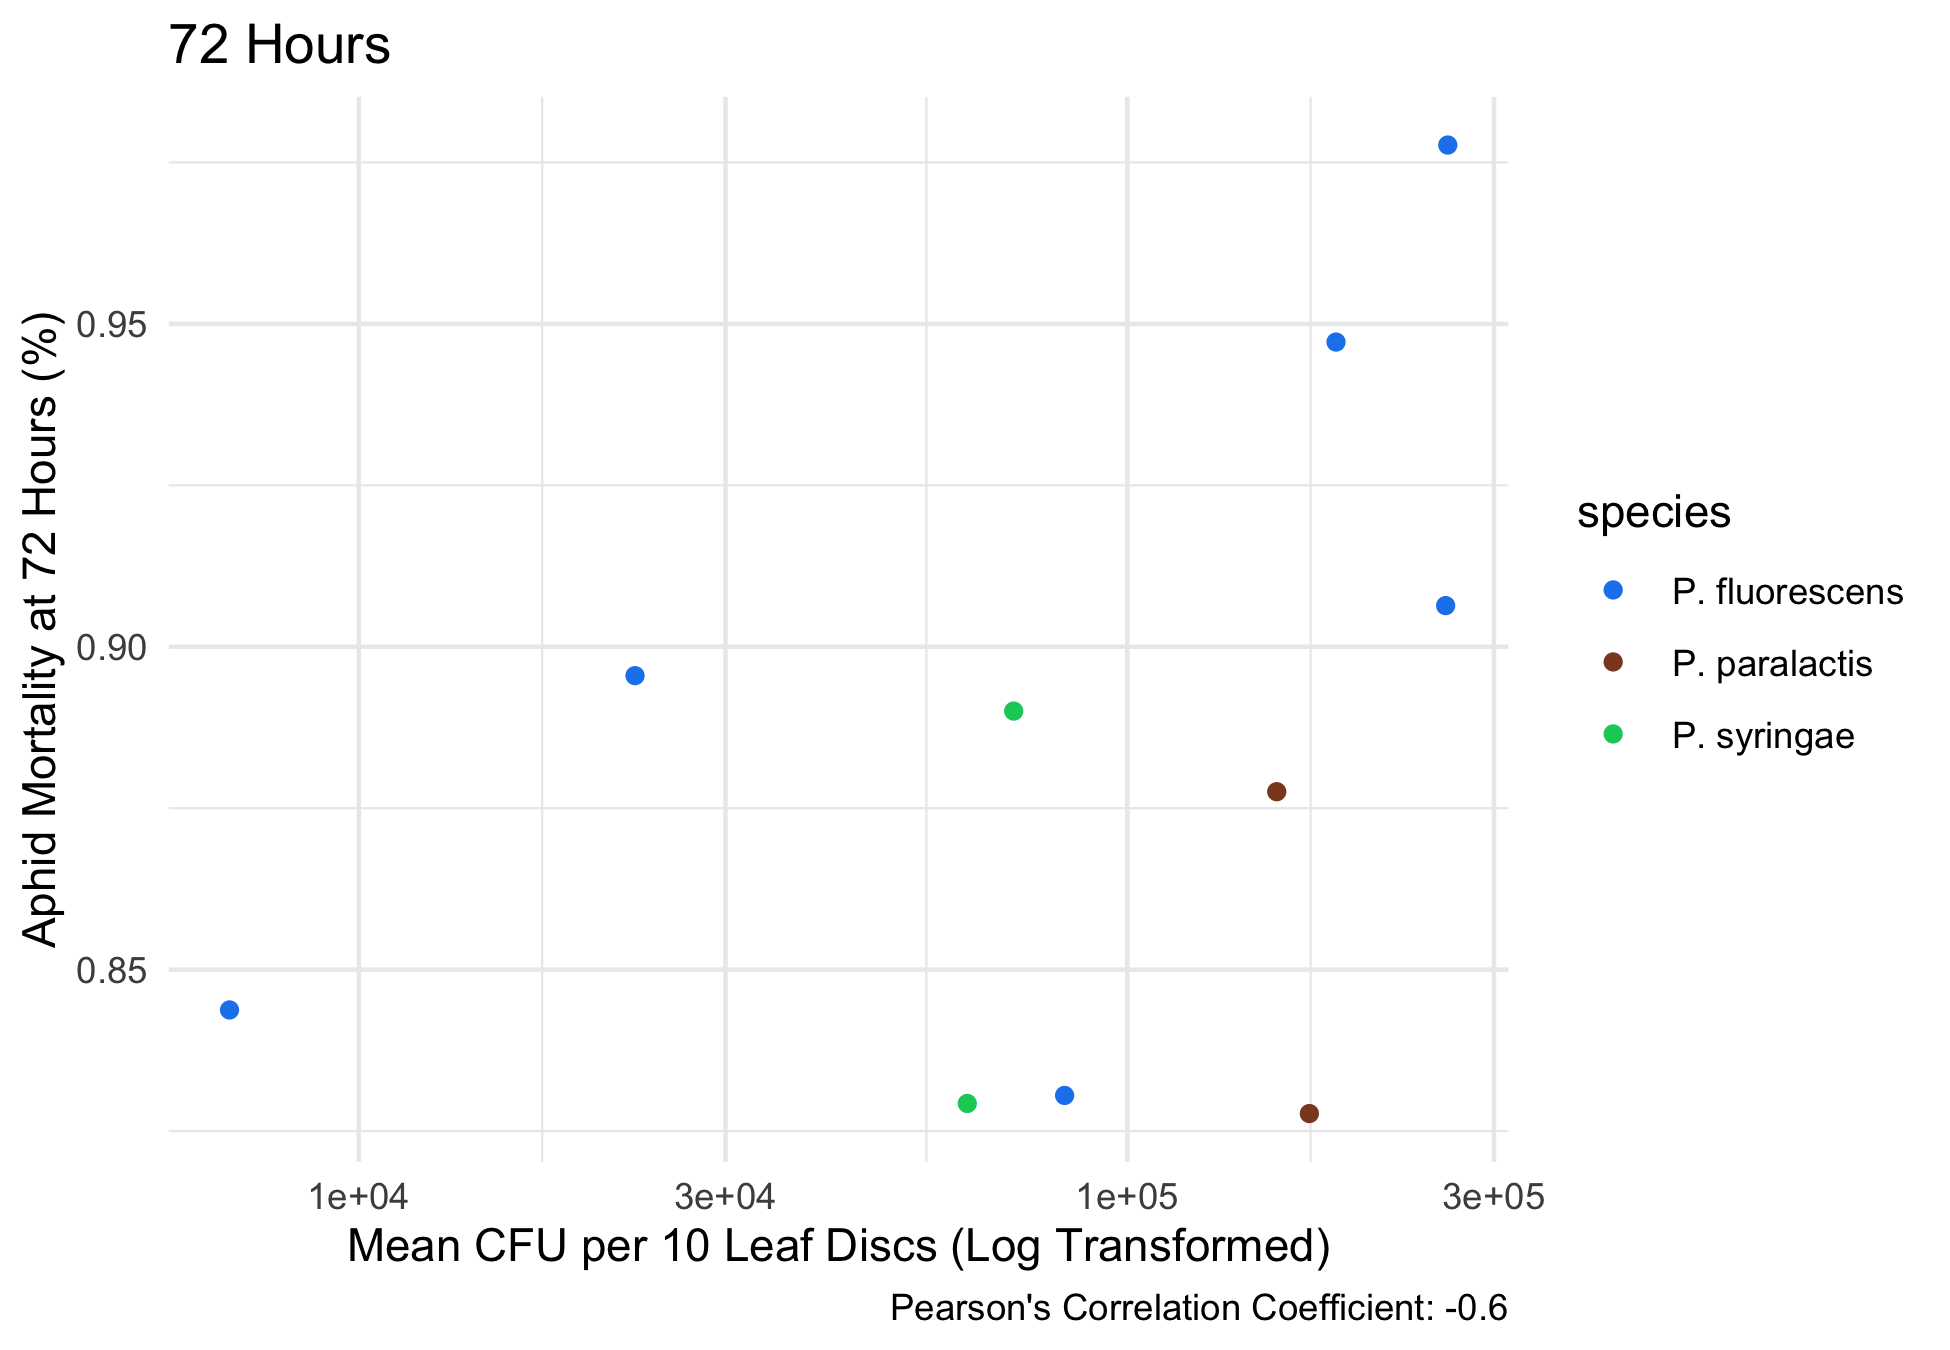 72 Hours
Aphid Mortality at 72 Hours (%)
0.95
0.90
0.85
1e+04
3e+04
1e+05
3e+05
Mean CFU per 10 Leaf Discs (Log Transformed)
Pearson's Correlation Coefficient: -0.6
species
P. fluorescens
P. paralactis
P. syringae